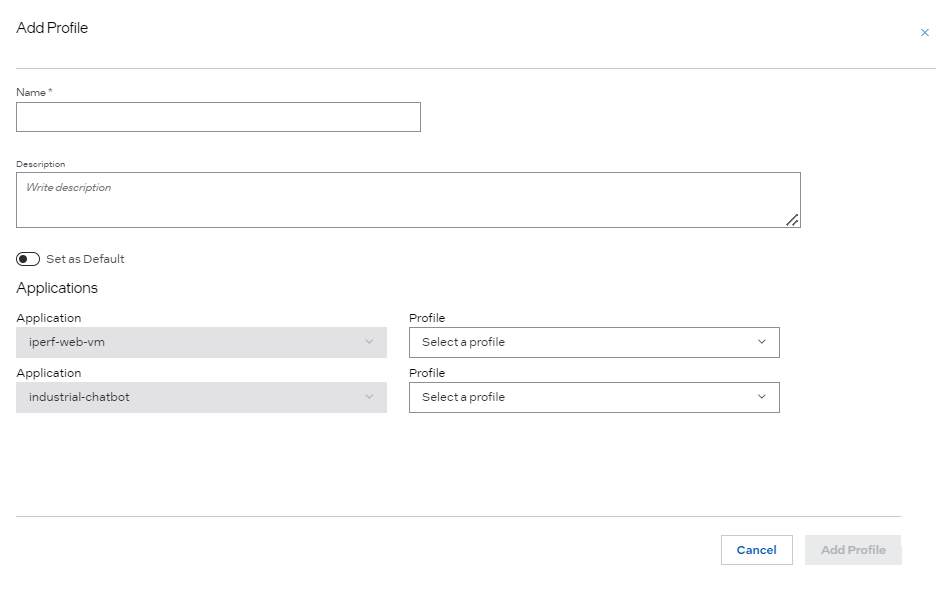 Add Profile
×
Name *
Description
Write description
Set as Default
Applications
Application Profile
iperf-web-vm Select a profile
Application Profile
industrial-chatbot Select a profile
Cancel Add Profile